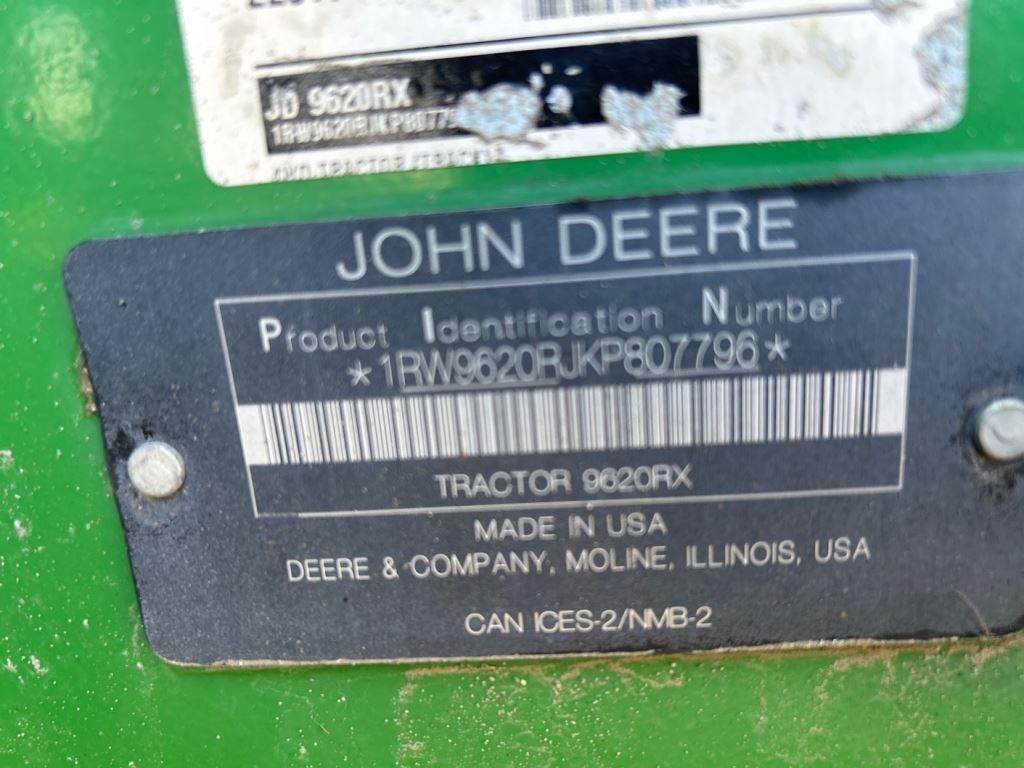 JD 9620RX
JOHN DEERE
Product Identification Number
*1RW9620RJKP807796*
TRACTOR 9620RX
MADE IN USA
DEERE & COMPANY, MOLINE, ILLINOIS, USA
CAN ICES-2/NMB-2